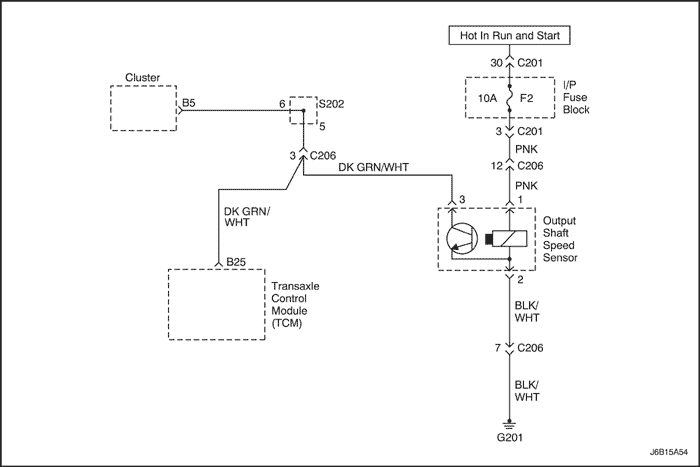 Hot In Run and Start
30 C201
I/P
Fuse
Block
10A F2
3 C201
PNK
12 C206
PNK
Cluster
B5
6 S202
5
3 C206
DK GRN/WHT
DK GRN/
WHT
B25
Transaxle
Control
Module
(TCM)
3 1
Output
Shaft
Speed
Sensor
2
BLK/
WHT
7 C206
BLK/
WHT
G201
J6B15A54